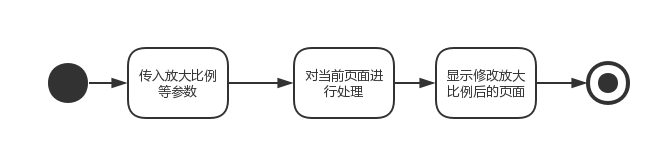 传入放大比例
等参数
对当前页面进
行处理
显示修改放大
比例后的页面